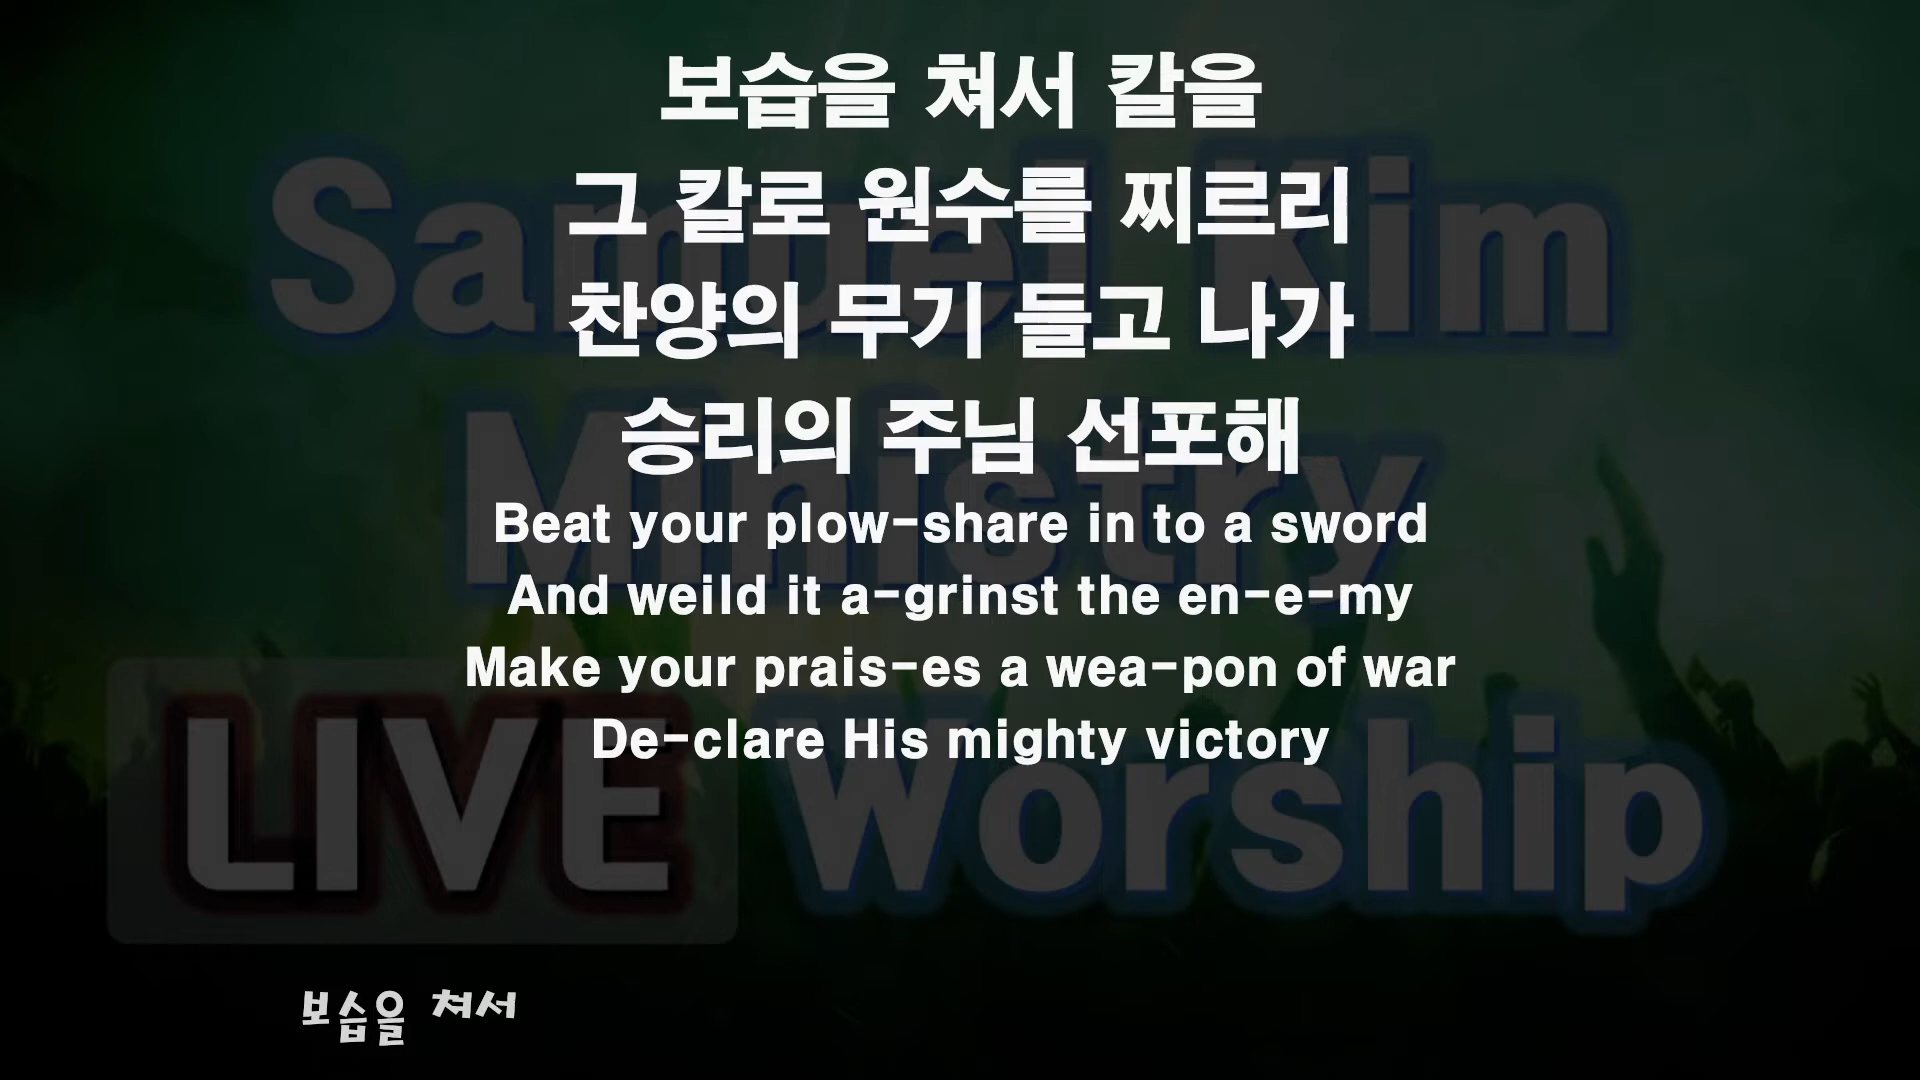 보습을 쳐서 칼을
그 칼로 원수를 찌르리
찬양의 무기 들고 나가
승리의 주님 선포해
Beat your plow-share in to a sword
And weild it a-grinst the en-e-my
Make your prais-es a wea-pon of war
De-clare His mighty victory
Samuel Kim
Ministry
LIVE Worship
보습을 쳐서